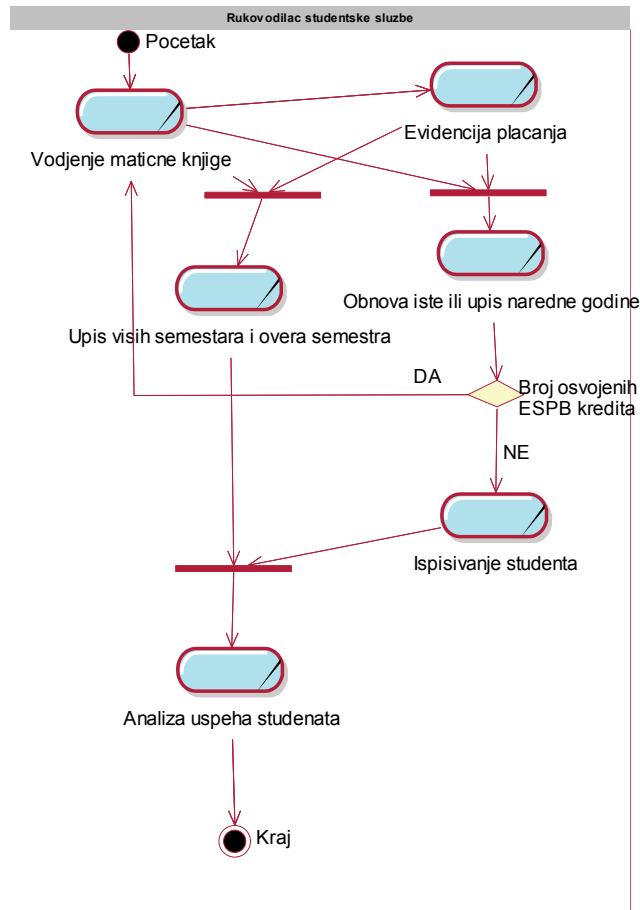 Rukovodilac studentske sluzbe
Pocetak
Evidencija placanja
Vodjenje maticne knjige
Obnova iste ili upis naredne godine
Upis visih semestara i overa semestra
DA
Broj osvojenih
ESPB kredita
NE
Ispisivanje studenta
Analiza uspeha studenata
Kraj